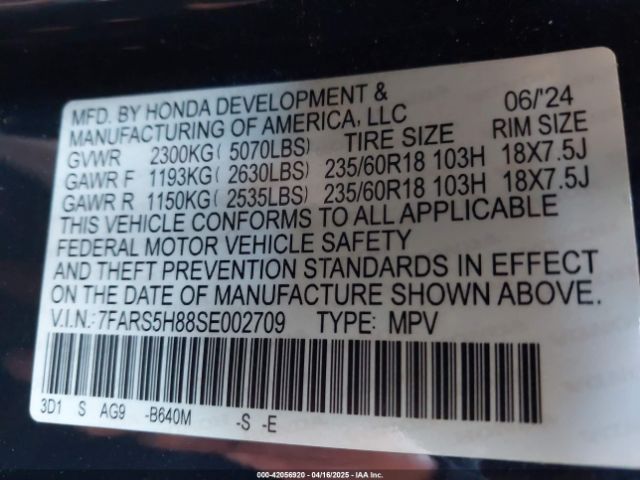 MFD. BY HONDA DEVELOPMENT & 06/'24
MANUFACTURING OF AMERICA, LLC
GVWR 2300KG( 5070LBS) TIRE SIZE RIM SIZE
GAWR F 1193KG( 2630LBS) 235/60R18 103H 18X7.5J
GAWR R 1150KG( 2535LBS) 235/60R18 103H 18X7.5J
THIS VEHICLE CONFORMS TO ALL APPLICABLE
FEDERAL MOTOR VEHICLE SAFETY
AND THEFT PREVENTION STANDARDS IN EFFECT
ON THE DATE OF MANUFACTURE SHOWN ABOVE.
V.I.N.: 7FARS5H88SE002709 TYPE: MPV
3D1 S AG9 -B640M -S -E
000-42056920 - 04/16/2025 - IAA Inc.